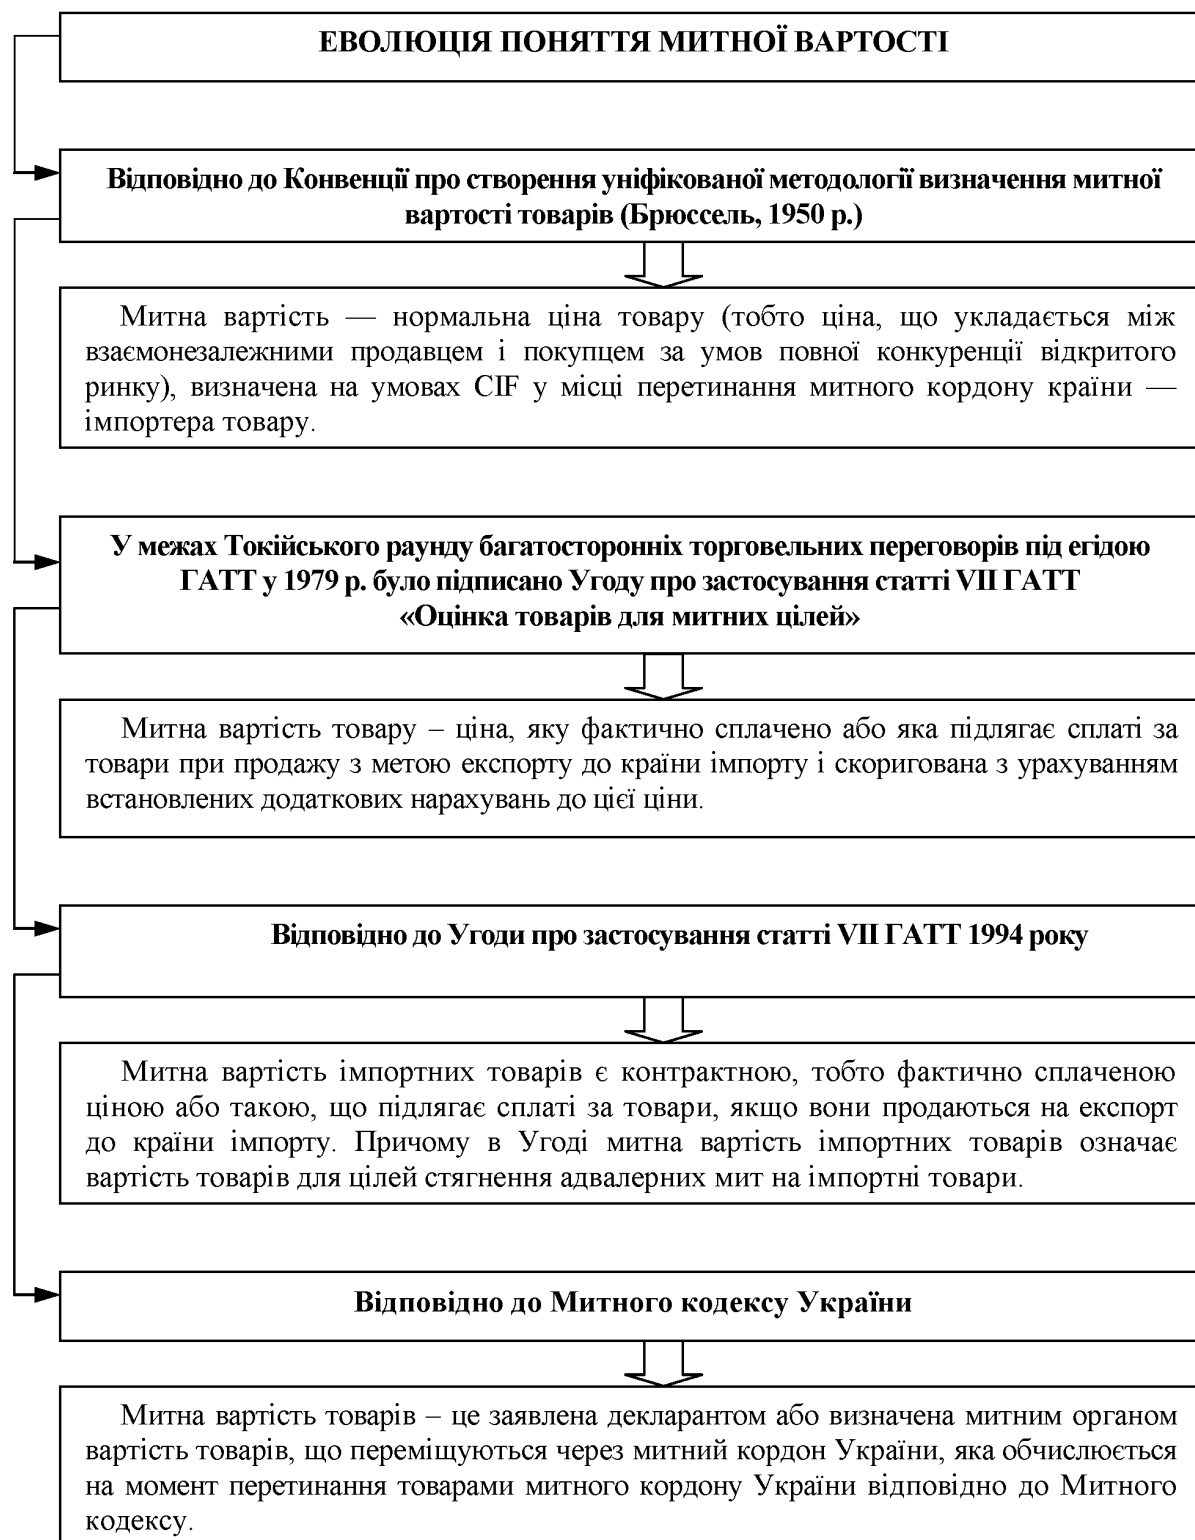 ЕВОЛЮЦІЯ ПОНЯТТЯ МИТНОЇ ВАРТОСТІ
Відповідно до Конвенції про створення уніфікованої методології визначення митної
вартості товарів (Брюссель, 1950 р.)
Митна вартість — нормальна ціна товару (тобто ціна, що укладається між
взаємонезалежними продавцем і покупцем за умов повної конкуренції відкритого
ринку), визначена на умовах CIF у місці перетинання митного кордону країни —
імпортера товару.
У межах Токійського раунду багатосторонніх торговельних переговорів під егідою
ГАТТ у 1979 р. було підписано Угоду про застосування статті VII ГАТТ
«Оцінка товарів для митних цілей»
Митна вартість товару – ціна, яку фактично сплачено або яка підлягає сплаті за
товари при продажу з метою експорту до країни імпорту і скоригована з урахуванням
встановлених додаткових нарахувань до цієї ціни.
Відповідно до Угоди про застосування статті VII ГАТТ 1994 року
Митна вартість імпортних товарів є контрактною, тобто фактично сплаченою
ціною або такою, що підлягає сплаті за товари, якщо вони продаються на експорт
до країни імпорту. Причому в Угоді митна вартість імпортних товарів означає
вартість товарів для цілей стягнення адвалерних мит на імпортні товари.
Відповідно до Митного кодексу України
Митна вартість товарів – це заявлена декларантом або визначена митним органом
вартість товарів, що переміщуються через митний кордон України, яка обчислюється
на момент перетинання товарами митного кордону України відповідно до Митного
кодексу.